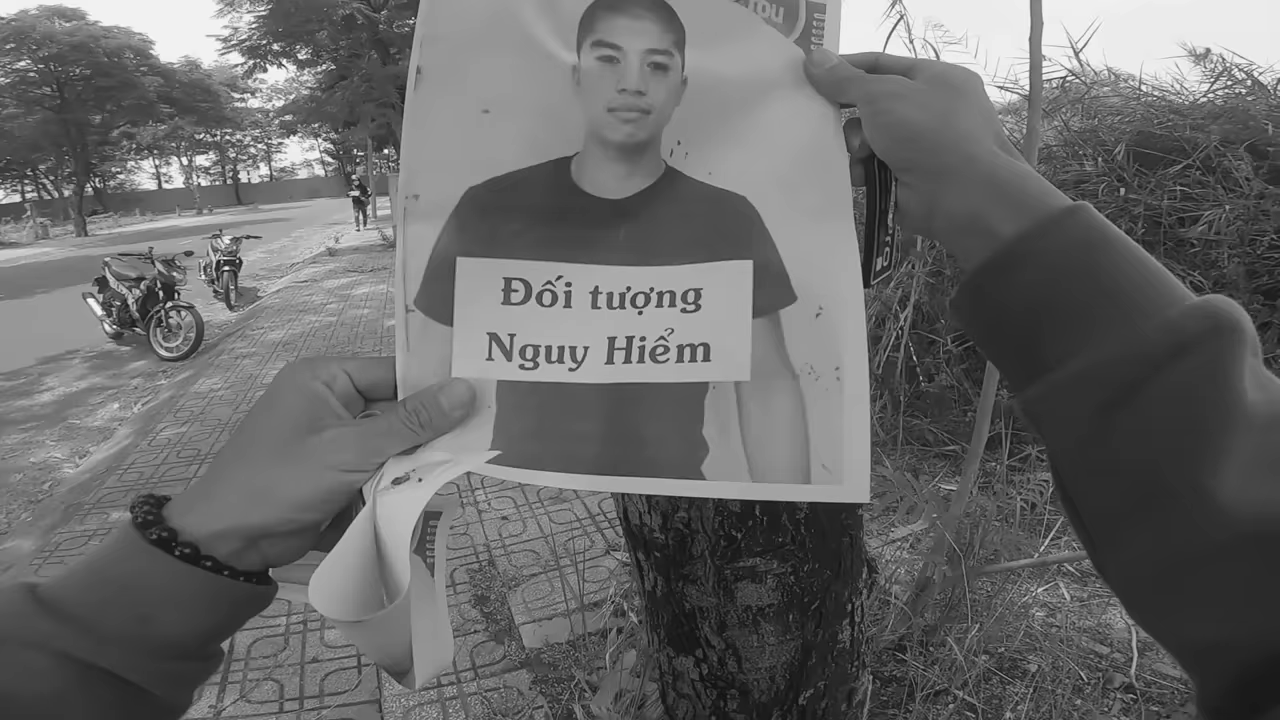 Đối tượng
Nguy Hiểm